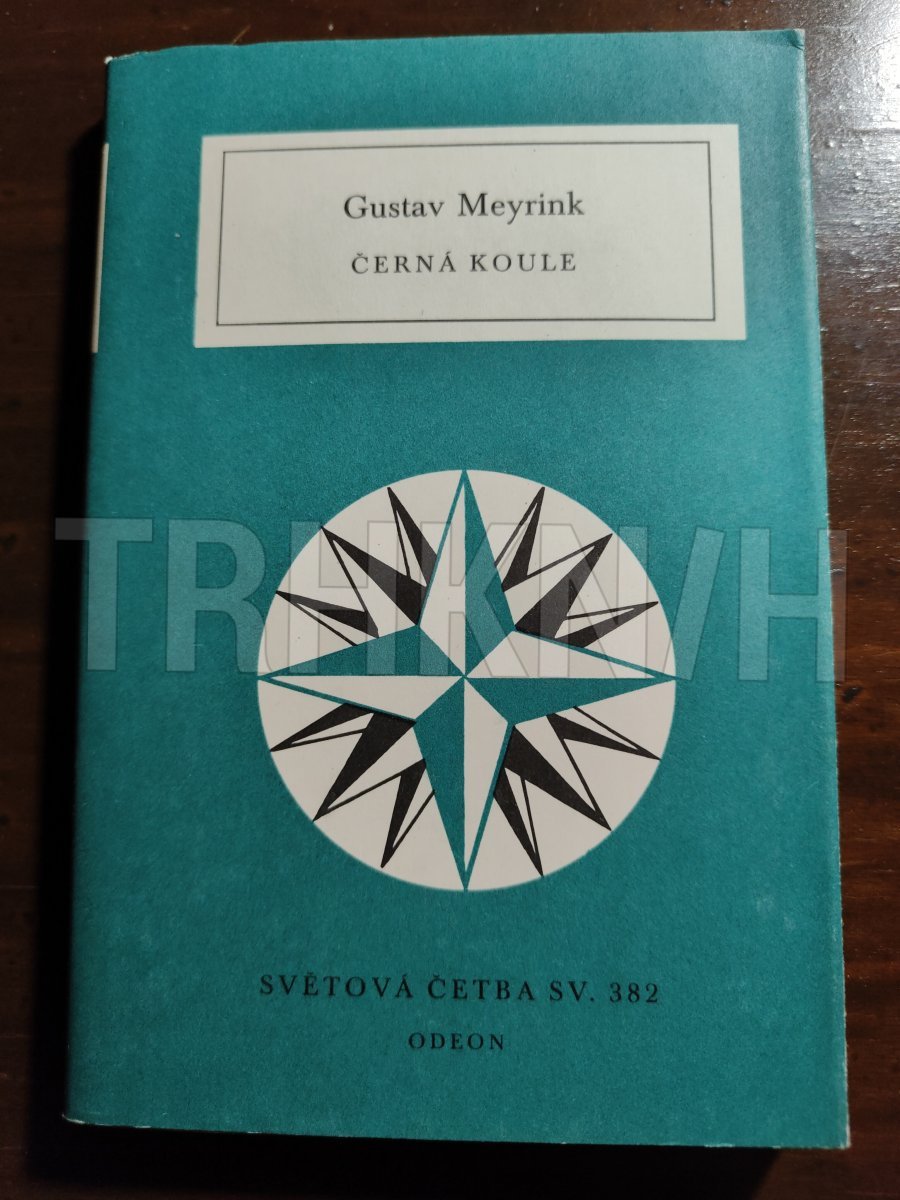 Gustav Meyrink
ČERNÁ KOULE
TRHKNIH
SVĚTOVÁ ČETBA SV. 382
ODEON